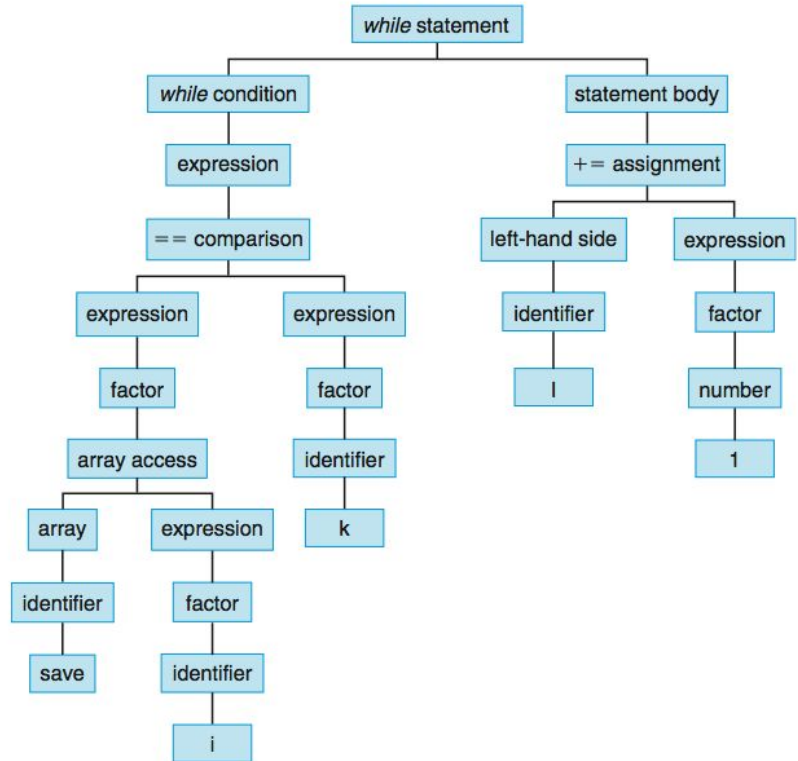 while statement
while condition
statement body
expression
+= assignment
== comparison
left-hand side
expression
expression
expression
identifier
factor
factor
factor
I
number
array access
identifier
1
array
expression
k
identifier
factor
save
identifier
i